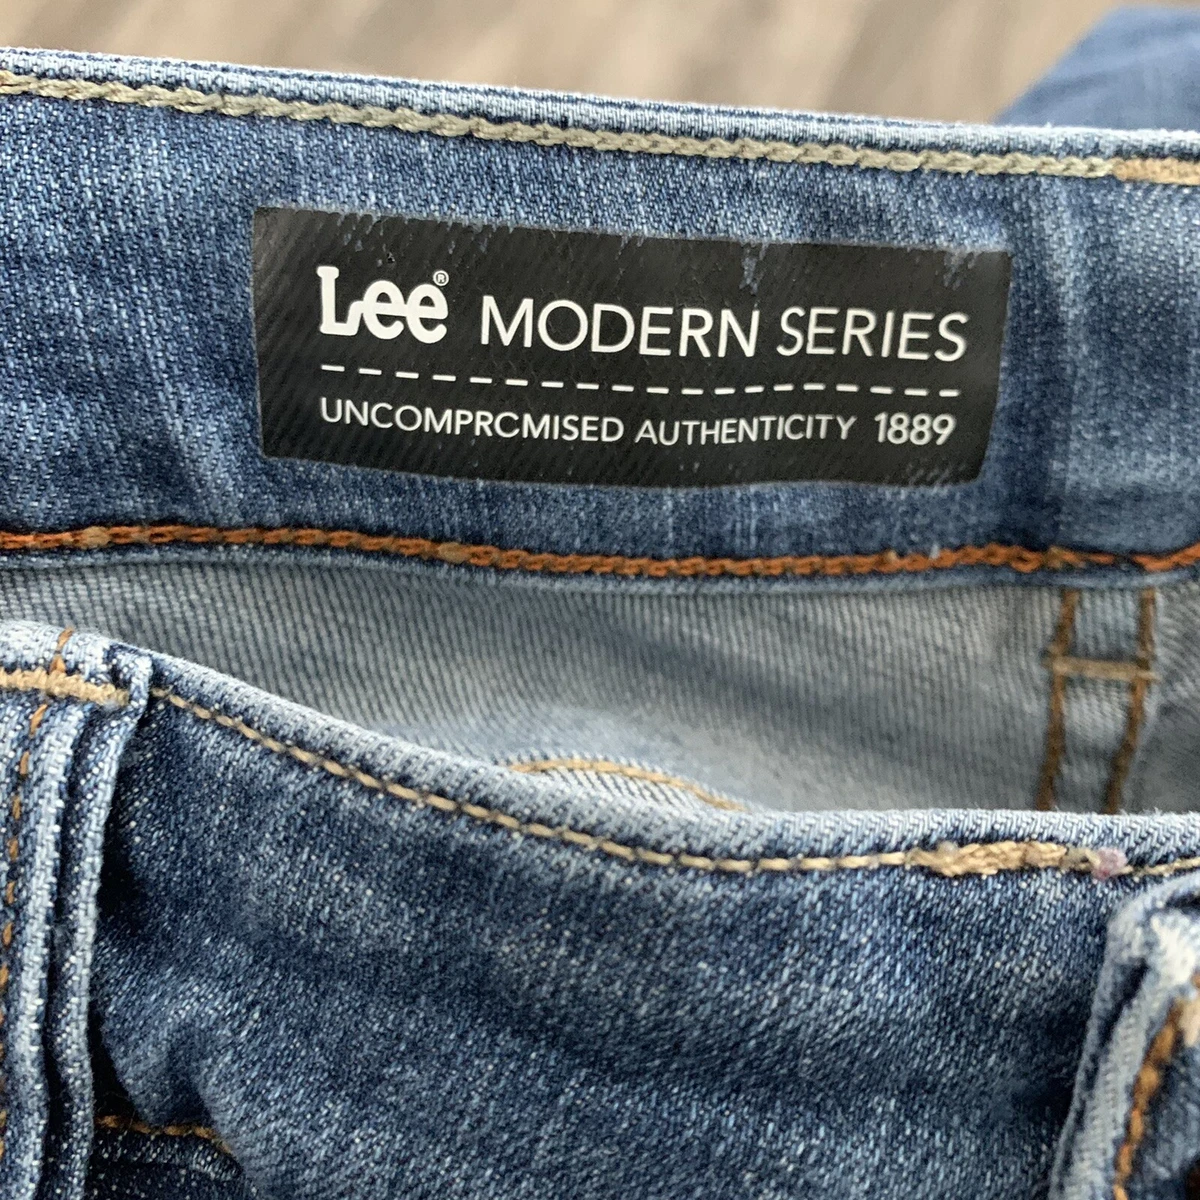 Lee® MODERN SERIES
UNCOMPRCMISED AUTHENTICITY 1889